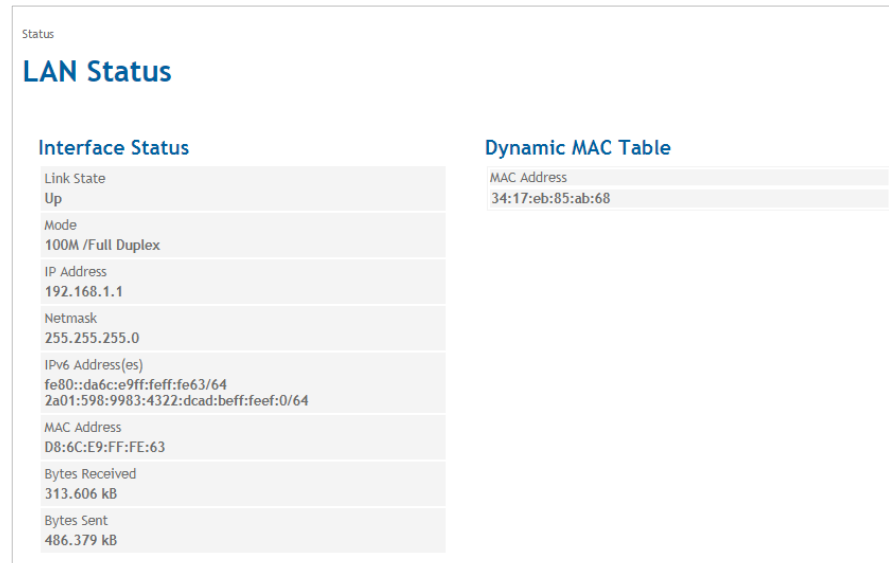 Status
LAN Status
Interface Status
Link State
Up
Mode
100M /Full Duplex
IP Address
192.168.1.1
Netmask
255.255.255.0
IPv6 Address(es)
fe80::da6c:e9ff:feff:fe63/64
2a01:598:9983:4322:dcad:beff:feef:0/64
MAC Address
D8:6C:E9:FF:FE:63
Bytes Received
313.606 kB
Bytes Sent
486.379 kB
Dynamic MAC Table
MAC Address
34:17:eb:85:ab:68